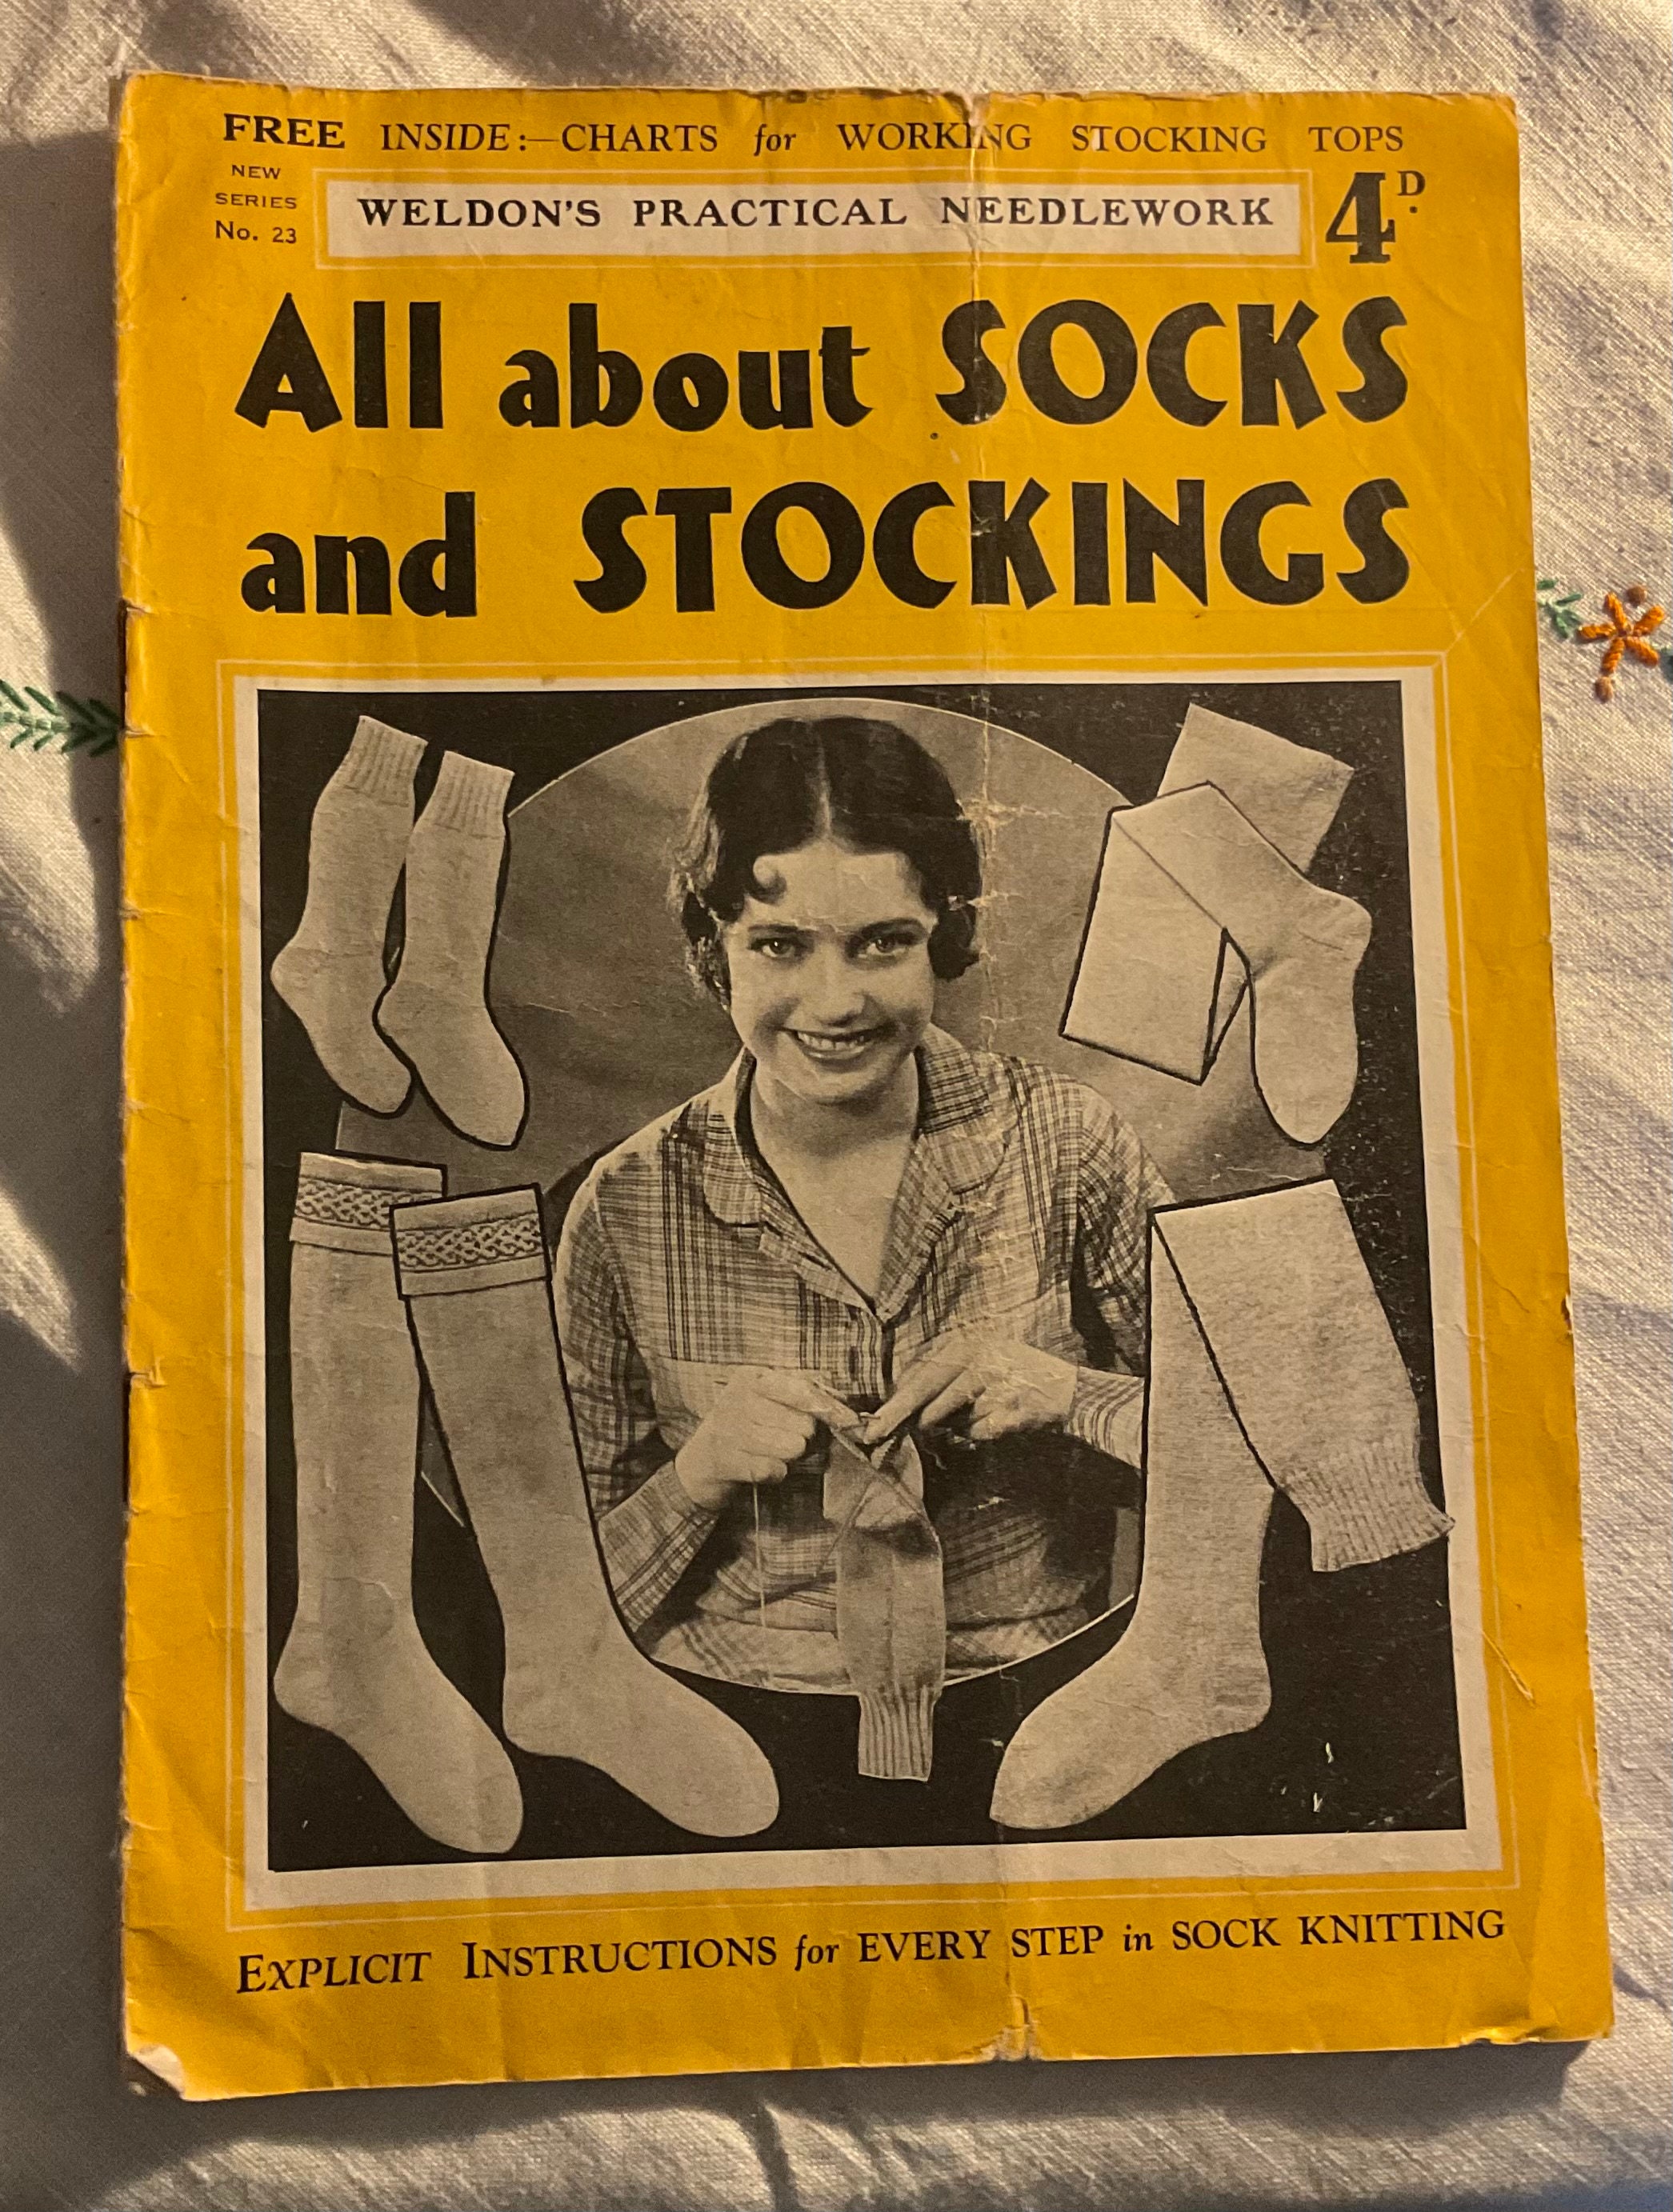 FREE INSIDE:—CHARTS for WORKING STOCKING TOPS
NEW
SERIES
No. 23
WELDON'S PRACTICAL NEEDLEWORK
4D.
All about SOCKS
and STOCKINGS
EXPLICIT INSTRUCTIONS for EVERY STEP in SOCK KNITTING